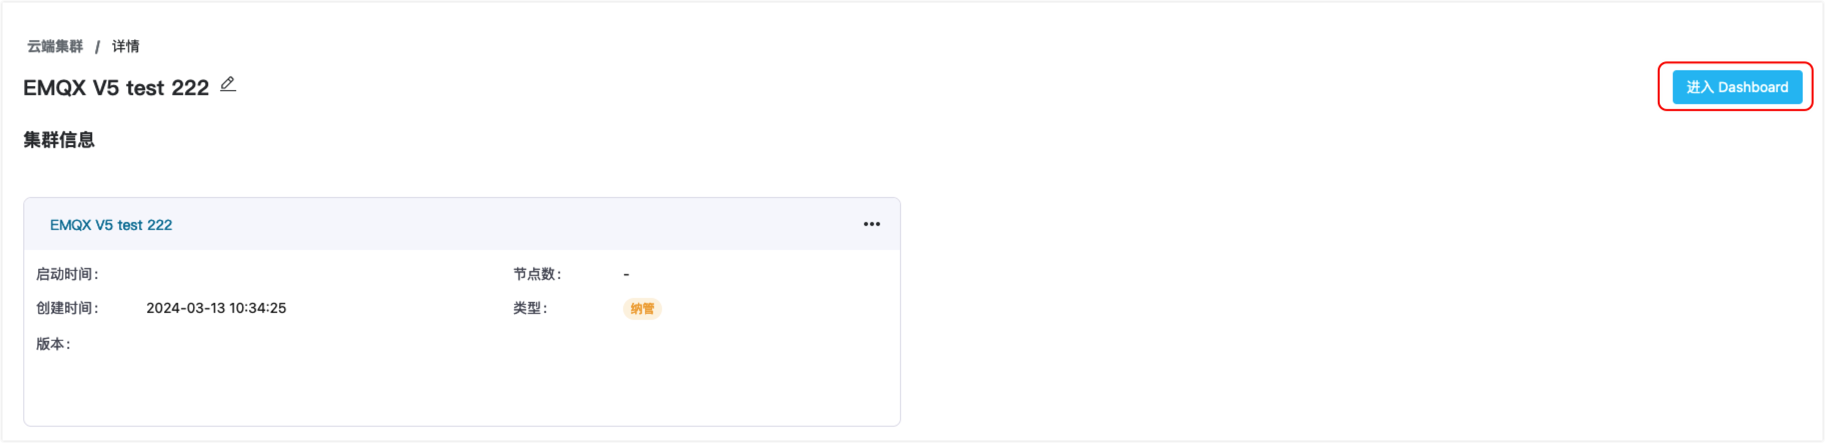 云端集群 / 详情
EMQX V5 test 222
进入 Dashboard
集群信息
EMQX V5 test 222
启动时间：
节点数： -
创建时间： 2024-03-13 10:34:25
类型： 纳管
版本：